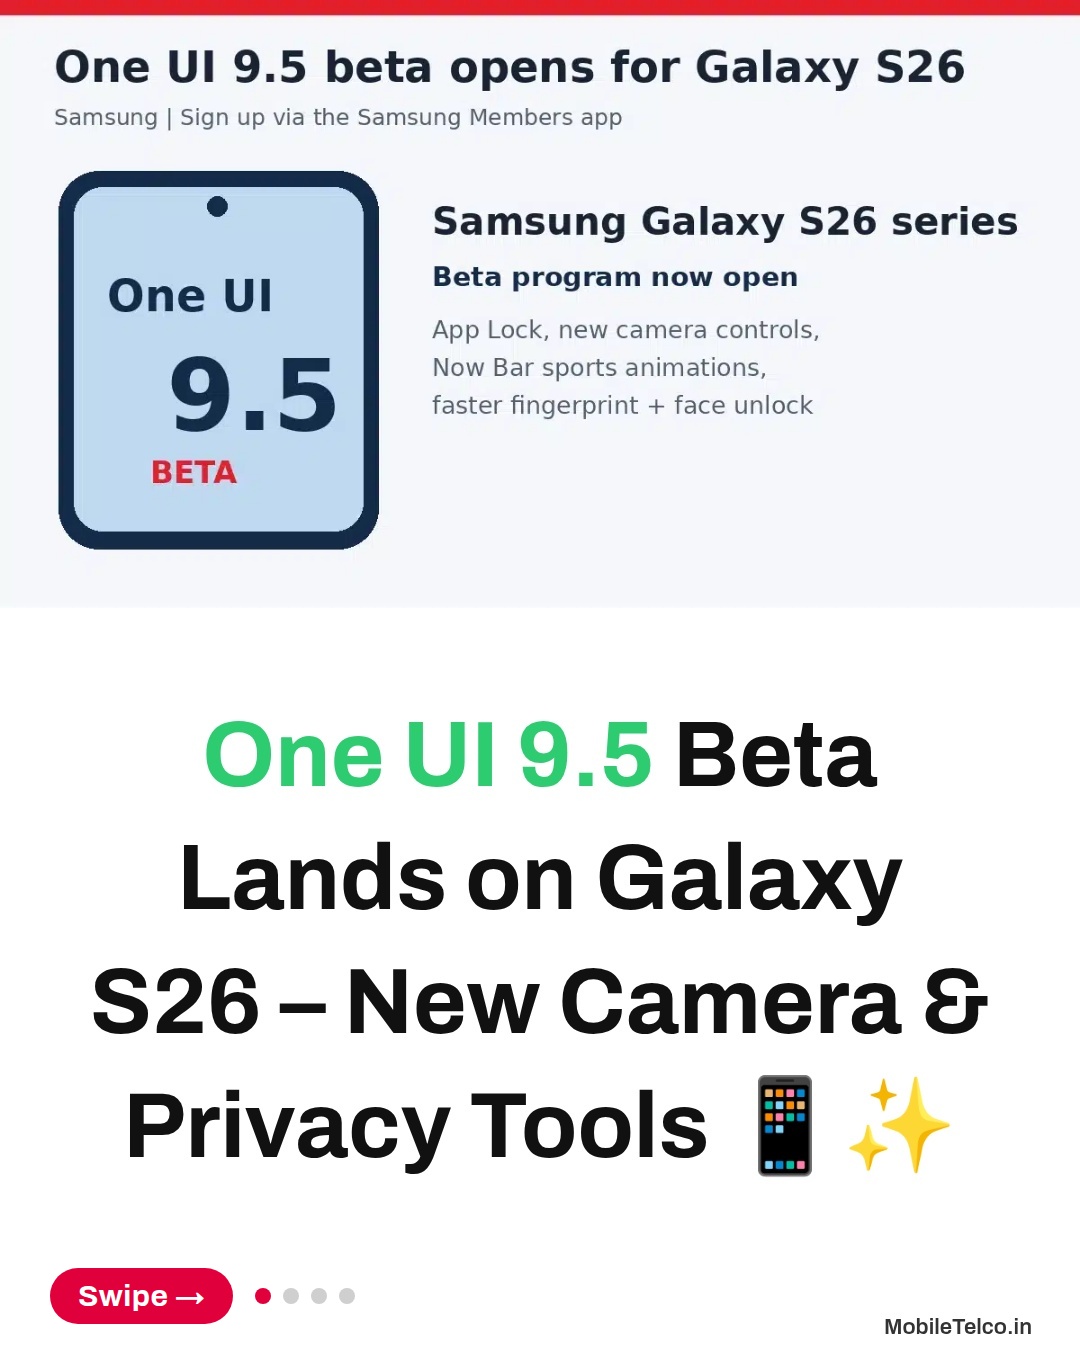 One UI 9.5 beta opens for Galaxy S26
Samsung | Sign up via the Samsung Members app
One UI
9.5
BETA
Samsung Galaxy S26 series
Beta program now open
App Lock, new camera controls,
Now Bar sports animations,
faster fingerprint + face unlock
One UI 9.5 Beta
Lands on Galaxy
S26 – New Camera &
Privacy Tools 📱 ✨
Swipe →
MobileTelco.in